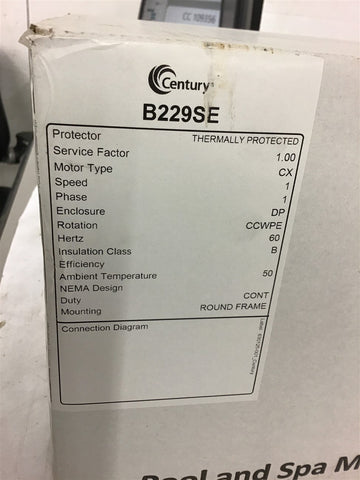 CC 109356
Century
B229SE
Protector THERMALLY PROTECTED
Service Factor 1.00
Motor Type CX
Speed 1
Phase 1
Enclosure DP
Rotation CCWPE
Hertz 60
Insulation Class B
Efficiency
Ambient Temperature 50
NEMA Design
Duty CONT
Mounting ROUND FRAME
Connection Diagram
Pool and Spa M